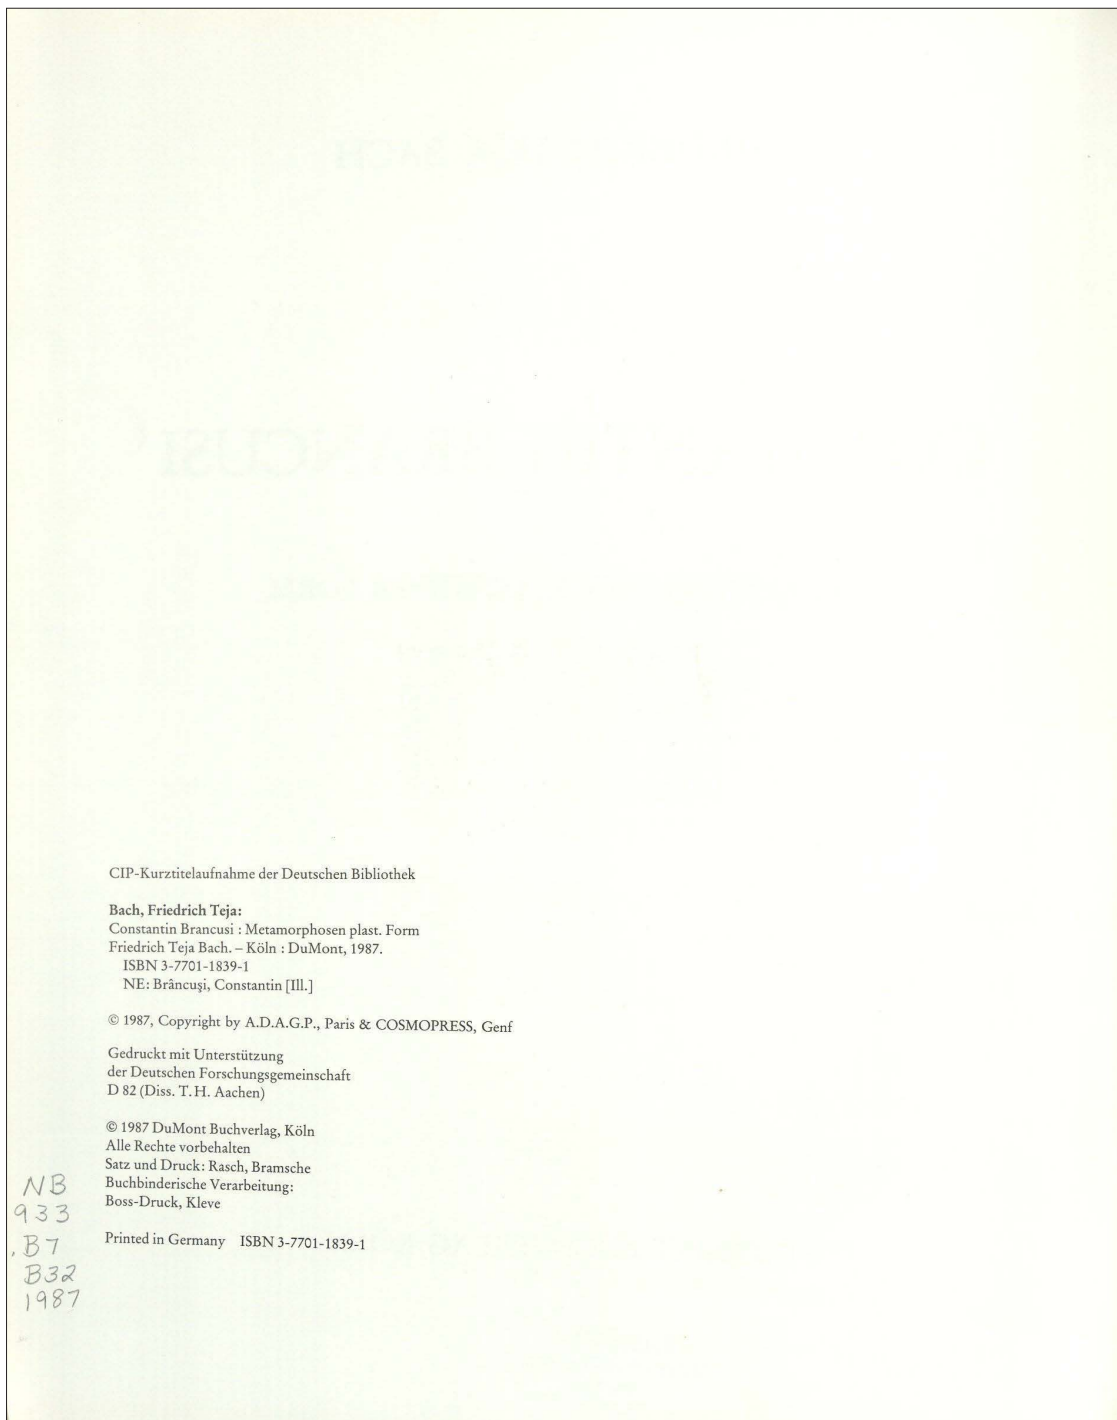 CIP-Kurztitelaufnahme der Deutschen Bibliothek
Bach, Friedrich Teja:
Constantin Brancusi : Metamorphosen plast. Form
Friedrich Teja Bach. – Köln : DuMont, 1987.
ISBN 3-7701-1839-1
NE: Brâncuşi, Constantin [Ill.]
© 1987, Copyright by A.D.A.G.P., Paris & COSMOPRESS, Genf
Gedruckt mit Unterstützung
der Deutschen Forschungsgemeinschaft
D 82 (Diss. T. H. Aachen)
© 1987 DuMont Buchverlag, Köln
Alle Rechte vorbehalten
Satz und Druck: Rasch, Bramsche
Buchbinderische Verarbeitung:
Boss-Druck, Kleve
Printed in Germany ISBN 3-7701-1839-1
NB
933
.B7
B32
1987